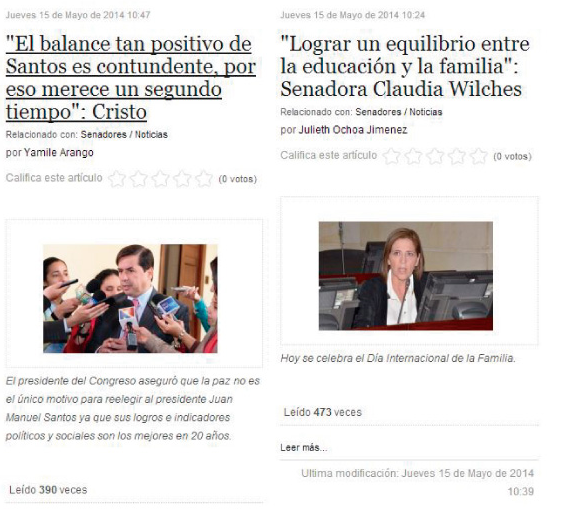 Jueves 15 de Mayo de 2014 10:47
"El balance tan positivo de
Santos es contundente, por
eso merece un segundo
tiempo": Cristo
Relacionado con: Senadores / Noticias
por Yamile Arango
Califica este artículo (0 votos)
El presidente del Congreso aseguró que la paz no es
el único motivo para reelegir al presidente Juan
Manuel Santos ya que sus logros e indicadores
políticos y sociales son los mejores en 20 años.
Leído 390 veces
Jueves 15 de Mayo de 2014 10:24
"Lograr un equilibrio entre
la educación y la familia":
Senadora Claudia Wilches
Relacionado con: Senadores / Noticias
por Julieth Ochoa Jimenez
Califica este artículo (0 votos)
Hoy se celebra el Día Internacional de la Familia.
Leído 473 veces
Leer más...
Ultima modificación: Jueves 15 de Mayo de 2014
10:39